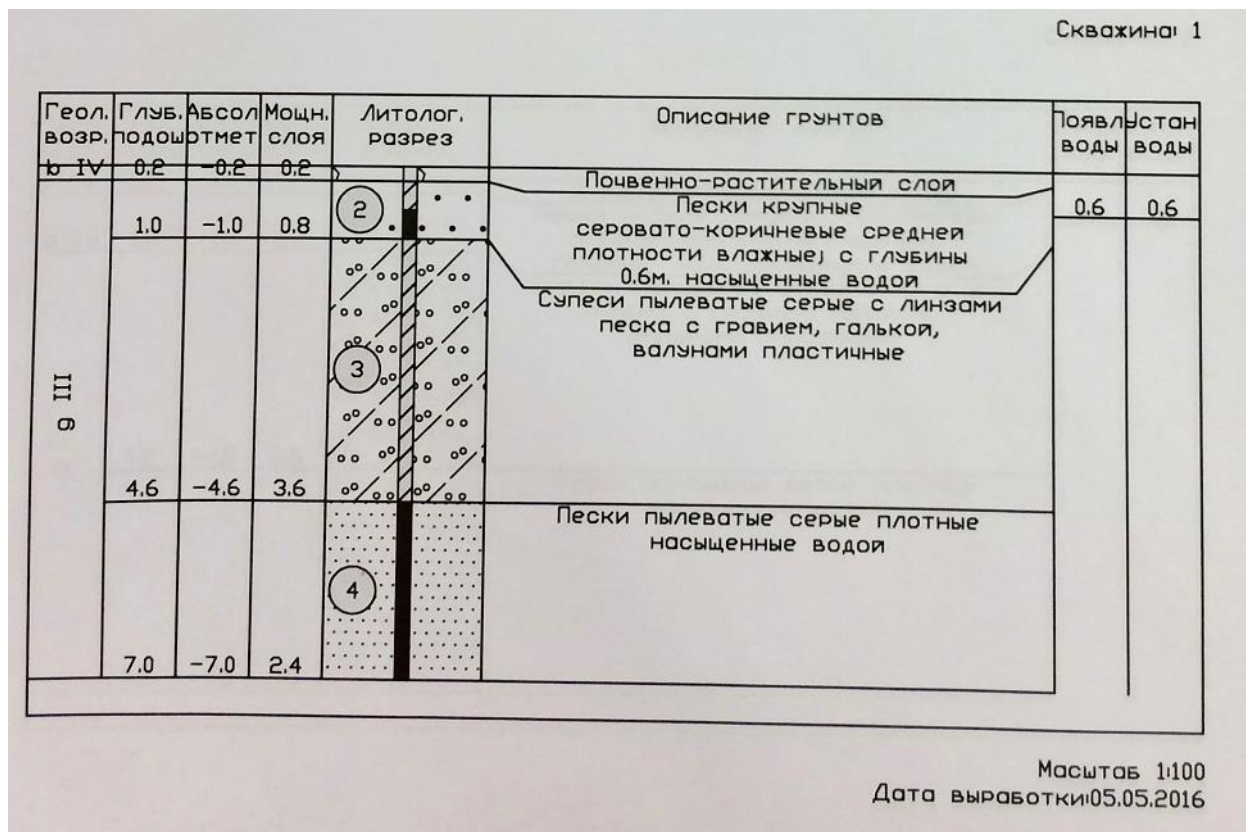 Скважина: 1
Геол. возр.
Глуб. подош
Абсол отмет
Мощн. слоя
Литолог. разрез
Описание грунтов
Появл воды
Устан воды
b IV 0.2 -0.2 0.2
Почвенно-растительный слой
2
1.0 -1.0 0.8
Пески крупные
серовато-коричневые средней
плотности влажные; с глубины
0.6м. насыщенные водой
0.6 0.6
g III
3
4.6 -4.6 3.6
Супеси пылеватые серые с линзами
песка с гравием, галькой,
валунами пластичные
4
7.0 -7.0 2.4
Пески пылеватые серые плотные
насыщенные водой
Масштаб 1:100
Дата выработки:05.05.2016